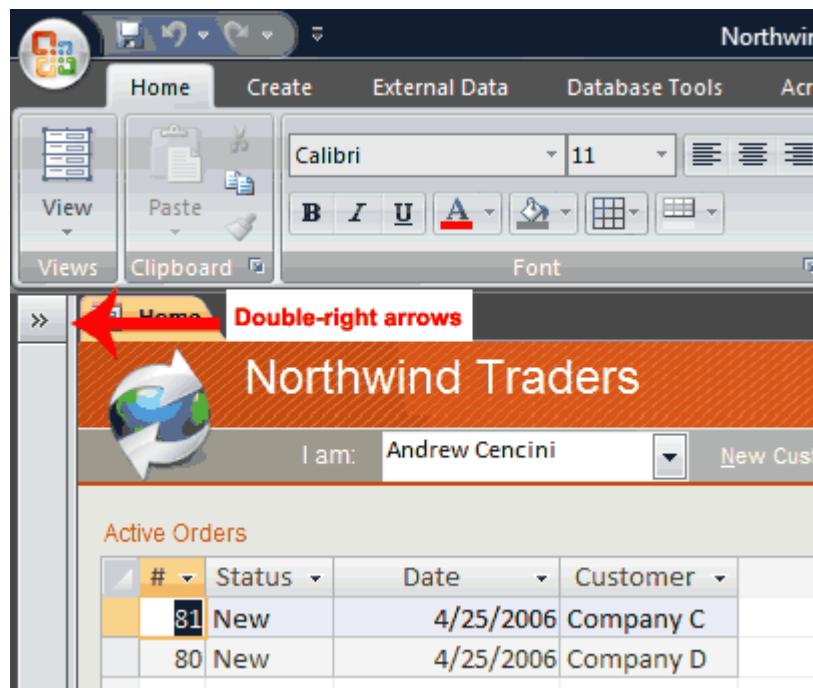 Northwin
Home Create External Data Database Tools Acr
Calibri 11
View Paste B I U A
Views Clipboard Font
» Home Double-right arrows
Northwind Traders
I am: Andrew Cencini New Cus
Active Orders
# Status Date Customer
81 New 4/25/2006 Company C
80 New 4/25/2006 Company D